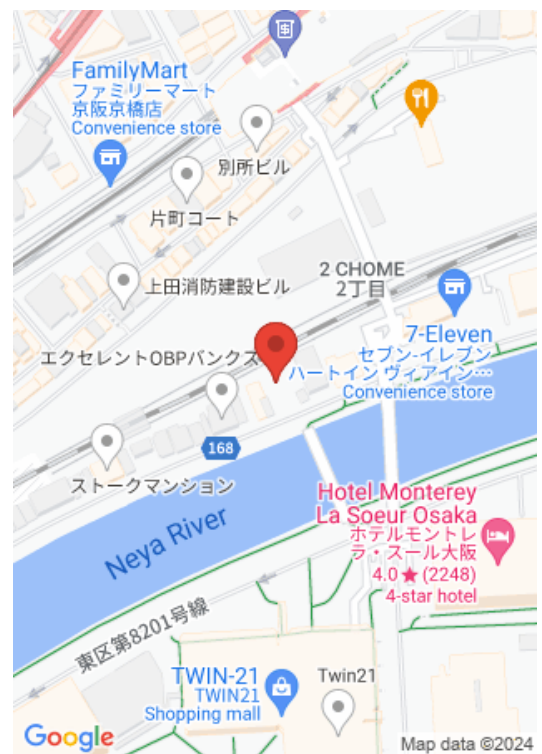 FamilyMart
ファミリーマート
京阪京橋店
Convenience store
別所ビル
片町コート
2 CHOME
2丁目
上田消防建設ビル
7-Eleven
セブン-イレブン
ハートイン ヴィアイン…
Convenience store
エクセレントOBPバンクス
168
ストークマンション
Neya River
Hotel Monterey
La Soeur Osaka
ホテルモントレ
ラ・スール大阪
4.0★(2248)
4-star hotel
東区第8201号線
TWIN-21
TWIN21
Shopping mall
Twin21
Google
Map data ©2024